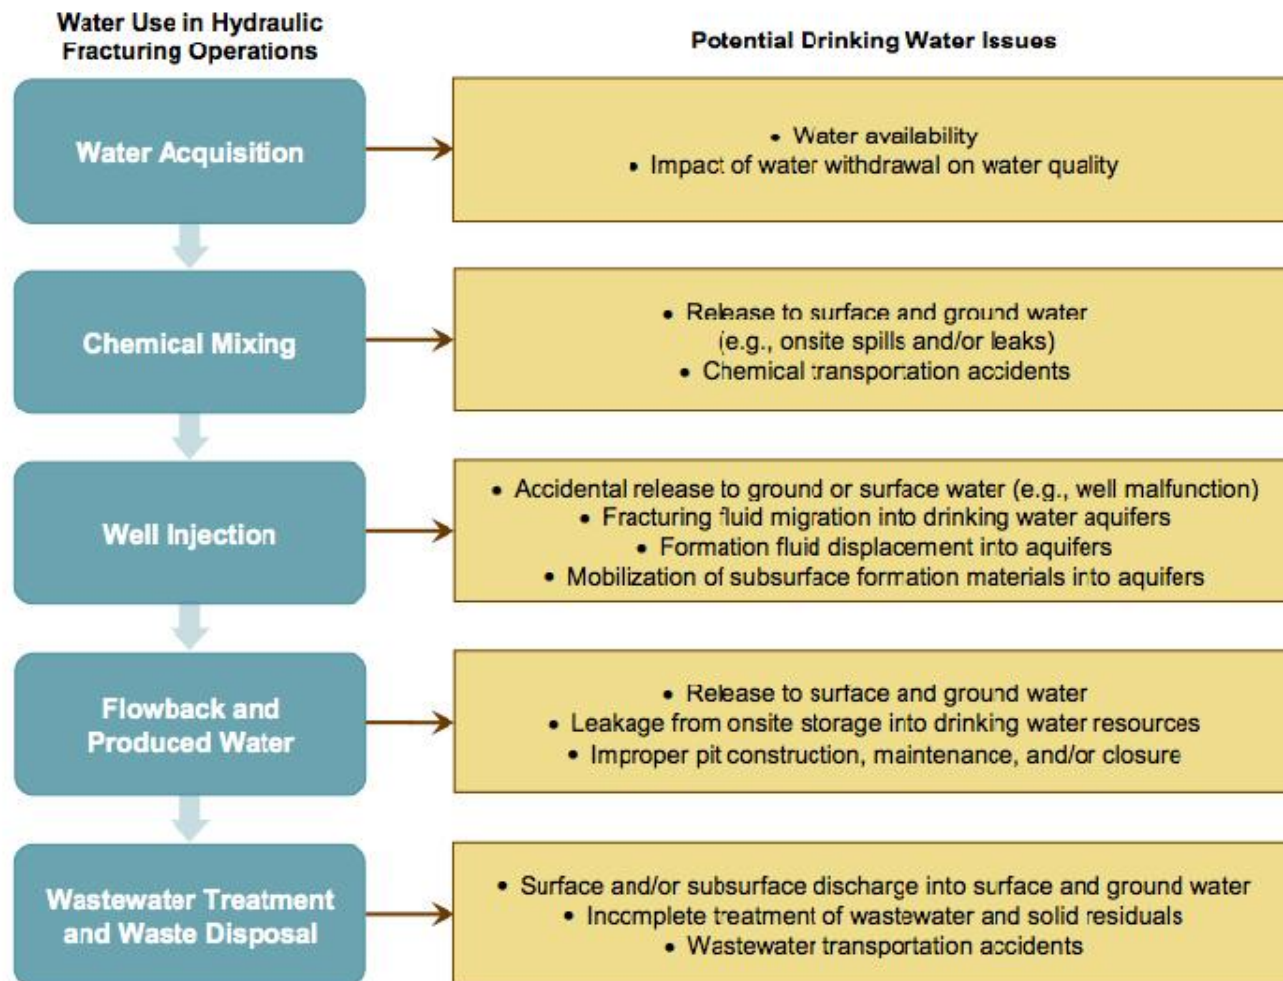 Water Use in Hydraulic
Fracturing Operations
Potential Drinking Water Issues
Water Acquisition
• Water availability
• Impact of water withdrawal on water quality
Chemical Mixing
• Release to surface and ground water
(e.g., onsite spills and/or leaks)
• Chemical transportation accidents
Well Injection
• Accidental release to ground or surface water (e.g., well malfunction)
• Fracturing fluid migration into drinking water aquifers
• Formation fluid displacement into aquifers
• Mobilization of subsurface formation materials into aquifers
Flowback and
Produced Water
• Release to surface and ground water
• Leakage from onsite storage into drinking water resources
• Improper pit construction, maintenance, and/or closure
Wastewater Treatment
and Waste Disposal
• Surface and/or subsurface discharge into surface and ground water
• Incomplete treatment of wastewater and solid residuals
• Wastewater transportation accidents